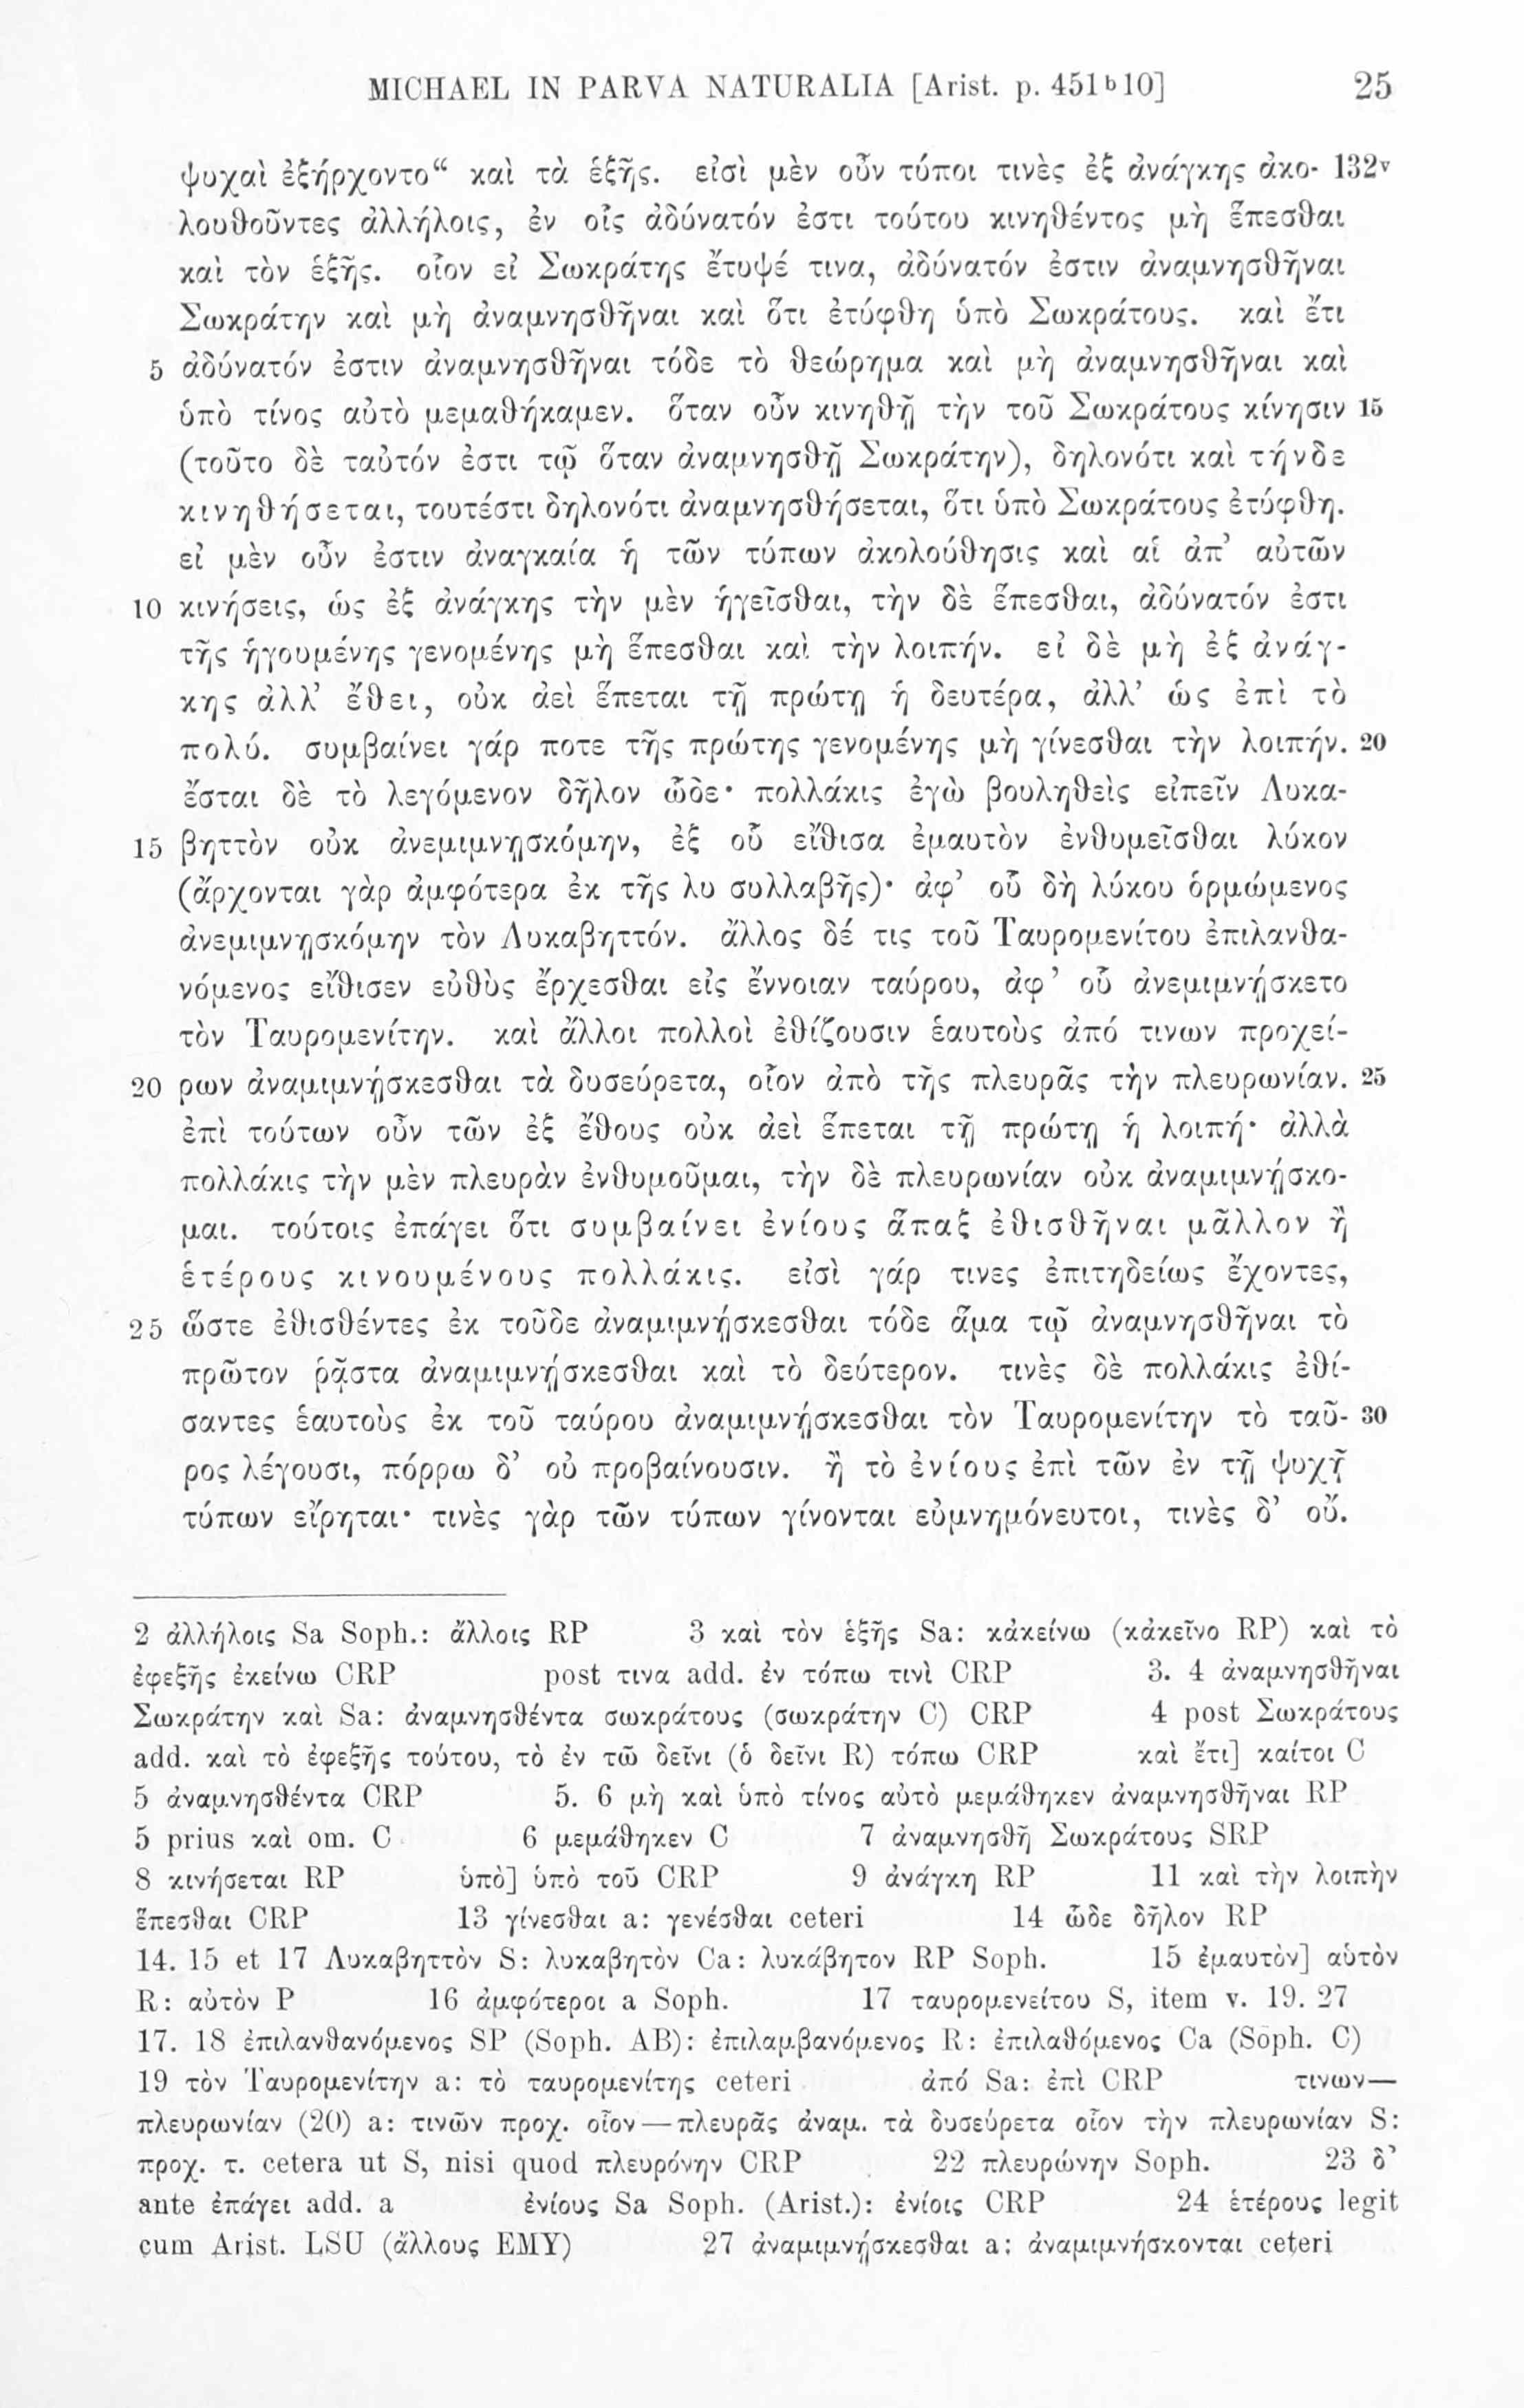 MICHAEL IN PARVA NATURALIA [Arist. p. 451ᵇ10] 25
ψυχαὶ ἐξήρχοντο“ καὶ τὰ ἑξῆς. εἰσὶ μὲν οὖν τύποι τινὲς ἐξ ἀνάγκης ἀκο- 132ᵛ
λουθοῦντες ἀλλήλοις, ἐν οἷς ἀδύνατόν ἐστι τούτου κινηθέντος μὴ ἕπεσθαι
καὶ τὸν ἑξῆς. οἷον εἰ Σωκράτης ἔτυψέ τινα, ἀδύνατόν ἐστιν ἀναμνησθῆναι
Σωκράτην καὶ μὴ ἀναμνησθῆναι καὶ ὅτι ἐτύφθη ὑπὸ Σωκράτους. καὶ ἔτι
5 ἀδύνατόν ἐστιν ἀναμνησθῆναι τόδε τὸ θεώρημα καὶ μὴ ἀναμνησθῆναι καὶ
ὑπὸ τίνος αὐτὸ μεμαθήκαμεν. ὅταν οὖν κινηθῇ τὴν τοῦ Σωκράτους κίνησιν 15
(τοῦτο δὲ ταὐτόν ἐστι τῷ ὅταν ἀναμνησθῇ Σωκράτην), δηλονότι καὶ τήνδε
κινηθήσεται, τουτέστι δηλονότι ἀναμνησθήσεται, ὅτι ὑπὸ Σωκράτους ἐτύφθη.
εἰ μὲν οὖν ἐστιν ἀναγκαία ἡ τῶν τύπων ἀκολούθησις καὶ αἱ ἀπ’ αὐτῶν
10 κινήσεις, ὡς ἐξ ἀνάγκης τὴν μὲν ἡγεῖσθαι, τὴν δὲ ἕπεσθαι, ἀδύνατόν ἐστι
τῆς ἡγουμένης γενομένης μὴ ἕπεσθαι καὶ τὴν λοιπήν. εἰ δὲ μὴ ἐξ ἀνάγ-
κης ἀλλ’ ἔθει, οὐκ ἀεὶ ἕπεται τῇ πρώτῃ ἡ δευτέρα, ἀλλ’ ὡς ἐπὶ τὸ
πολύ. συμβαίνει γάρ ποτε τῆς πρώτης γενομένης μὴ γίνεσθαι τὴν λοιπήν. 20
ἔσται δὲ τὸ λεγόμενον δῆλον ὧδε· πολλάκις ἐγὼ βουληθεὶς εἰπεῖν Λυκα-
15 βηττὸν οὐκ ἀνεμιμνῃσκόμην, ἐξ οὗ εἴθισα ἐμαυτὸν ἐνθυμεῖσθαι λύκον
(ἄρχονται γὰρ ἀμφότερα ἐκ τῆς λυ συλλαβῆς)· ἀφ’ οὗ δὴ λύκου ὁρμώμενος
ἀνεμιμνῃσκόμην τὸν Λυκαβηττόν. ἄλλος δέ τις τοῦ Ταυρομενίτου ἐπιλανθα-
νόμενος εἴθισεν εὐθὺς ἔρχεσθαι εἰς ἔννοιαν ταύρου, ἀφ’ οὗ ἀνεμιμνῄσκετο
τὸν Ταυρομενίτην. καὶ ἄλλοι πολλοὶ ἐθίζουσιν ἑαυτοὺς ἀπό τινων προχεί-
20 ρων ἀναμιμνῄσκεσθαι τὰ δυσεύρετα, οἷον ἀπὸ τῆς πλευρᾶς τὴν πλευρωνίαν. 25
ἐπὶ τούτων οὖν τῶν ἐξ ἔθους οὐκ ἀεὶ ἕπεται τῇ πρώτῃ ἡ λοιπή· ἀλλὰ
πολλάκις τὴν μὲν πλευρὰν ἐνθυμοῦμαι, τὴν δὲ πλευρωνίαν οὐκ ἀναμιμνῄσκο-
μαι. τούτοις ἐπάγει ὅτι συμβαίνει ἐνίους ἅπαξ ἐθισθῆναι μᾶλλον ἢ
ἑτέρους κινουμένους πολλάκις. εἰσὶ γάρ τινες ἐπιτηδείως ἔχοντες,
25 ὥστε ἐθισθέντες ἐκ τοῦδε ἀναμιμνῄσκεσθαι τόδε ἅμα τῷ ἀναμνησθῆναι τὸ
πρῶτον ῥᾷστα ἀναμιμνῄσκεσθαι καὶ τὸ δεύτερον. τινὲς δὲ πολλάκις ἐθί-
σαντες ἑαυτοὺς ἐκ τοῦ ταύρου ἀναμιμνῄσκεσθαι τὸν Ταυρομενίτην τὸ ταῦ- 30
ρος λέγουσι, πόρρω δ’ οὐ προβαίνουσιν. ἢ τὸ ἐνίους ἐπὶ τῶν ἐν τῇ ψυχῇ
τύπων εἴρηται· τινὲς γὰρ τῶν τύπων γίνονται εὐμνημόνευτοι, τινὲς δ’ οὔ.
2 ἀλλήλοις Sa Soph.: ἄλλοις RP 3 καὶ τὸν ἑξῆς Sa: κἀκείνω (κἀκεῖνο RP) καὶ τὸ
ἐφεξῆς ἐκείνω CRP post τινα add. ἐν τόπω τινὶ CRP 3. 4 ἀναμνησθῆναι
Σωκράτην καὶ Sa: ἀναμνησθέντα σωκράτους (σωκράτην C) CRP 4 post Σωκράτους
add. καὶ τὸ ἐφεξῆς τούτου, τὸ ἐν τῶ δεῖνι (ὁ δεῖνι R) τόπω CRP καὶ ἔτι] καίτοι C
5 ἀναμνησθέντα CRP 5. 6 μὴ καὶ ὑπὸ τίνος αὐτὸ μεμάθηκεν ἀναμνησθῆναι RP
5 prius καὶ om. C 6 μεμάθηκεν C 7 ἀναμνησθῆ Σωκράτους SRP
8 κινήσεται RP ὑπὸ] ὑπὸ τοῦ CRP 9 ἀνάγκη RP 11 καὶ τὴν λοιπὴν
ἕπεσθαι CRP 13 γίνεσθαι a: γενέσθαι ceteri 14 ὧδε δῆλον RP
14. 15 et 17 Λυκαβηττὸν S: λυκαβητὸν Ca: λυκάβητον RP Soph. 15 ἐμαυτὸν] αὑτὸν
R: αὐτὸν P 16 ἀμφότεροι a Soph. 17 ταυρομενείτου S, item v. 19. 27
17. 18 ἐπιλανθανόμενος SP (Soph. AB): ἐπιλαμβανόμενος R: ἐπιλαθόμενος Ca (Soph. C)
19 τὸν Ταυρομενίτην a: τὸ ταυρομενίτης ceteri ἀπό Sa: ἐπὶ CRP τινων—
πλευρωνίαν (20) a: τινῶν προχ. οἷον—πλευρᾶς ἀναμ. τὰ δυσεύρετα οἷον τὴν πλευρωνίαν S:
προχ. τ. cetera ut S, nisi quod πλευρόνην CRP 22 πλευρώνην Soph. 23 δ’
ante ἐπάγει add. a ἐνίους Sa Soph. (Arist.): ἐνίοις CRP 24 ἑτέρους legit
cum Arist. LSU (ἄλλους EMY) 27 ἀναμιμνῄσκεσθαι a: ἀναμιμνήσκονται ceteri